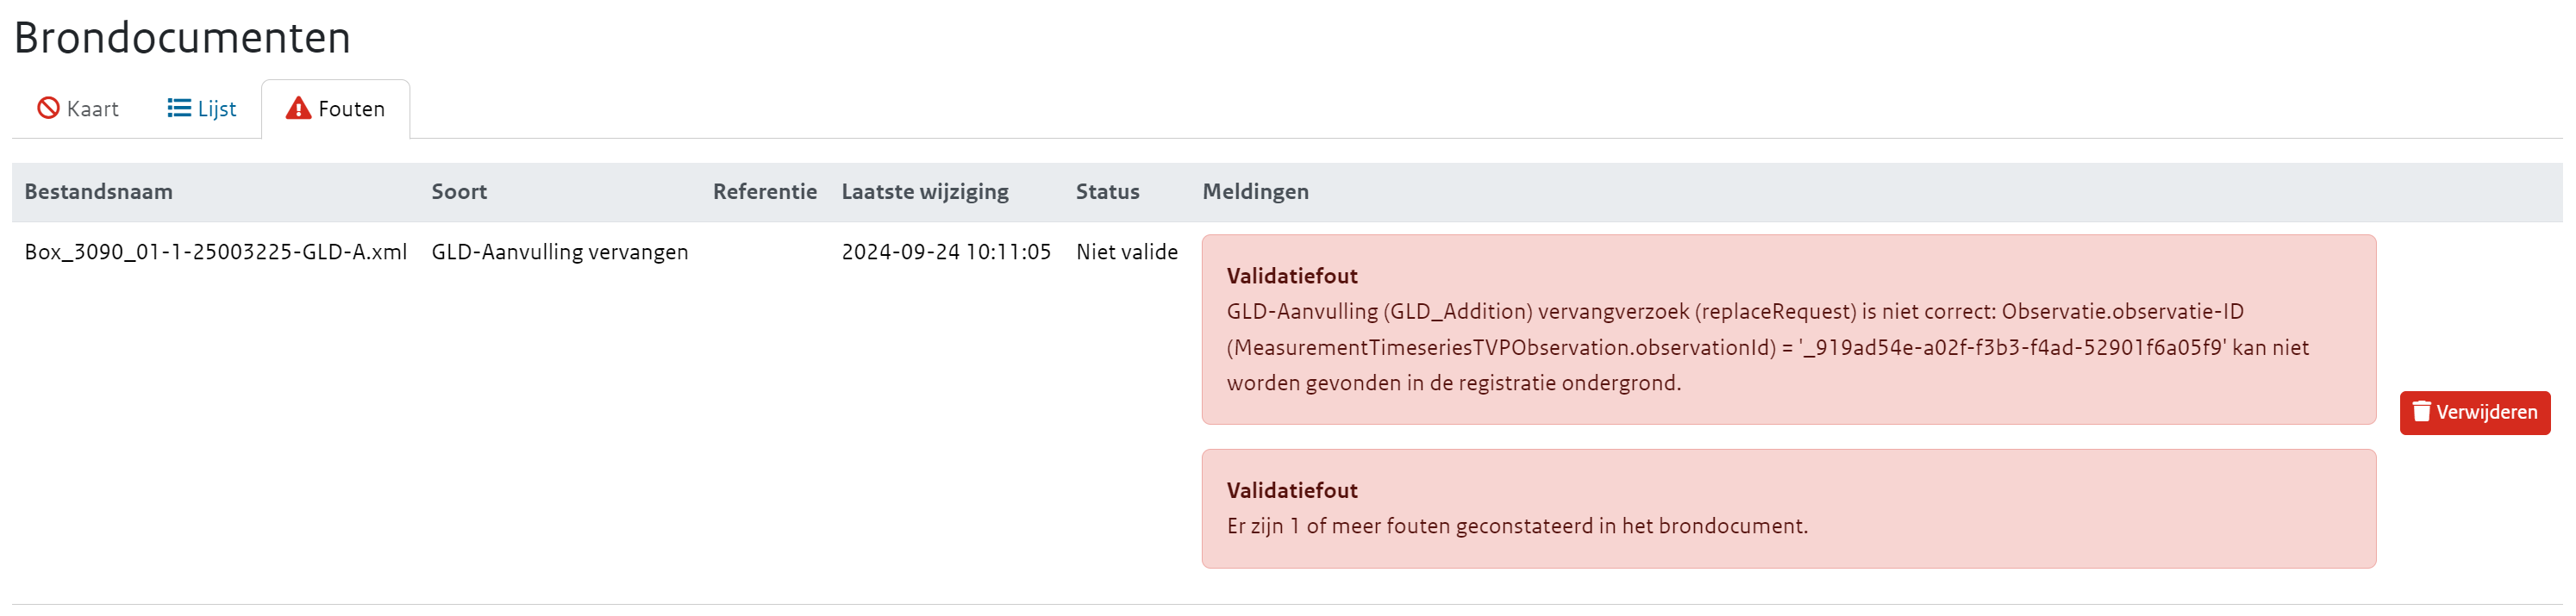 Brondocumenten
Kaart Lijst Fouten
Bestandsnaam Soort Referentie Laatste wijziging Status Meldingen
Box_3090_01-1-25003225-GLD-A.xml GLD-Aanvulling vervangen 2024-09-24 10:11:05 Niet valide
Validatiefout
GLD-Aanvulling (GLD_Addition) vervangverzoek (replaceRequest) is niet correct: Observatie.observatie-ID
(MeasurementTimeseriesTVPObservation.observationId) = '_919ad54e-a02f-f3b3-f4ad-52901f6a05f9' kan niet
worden gevonden in de registratie ondergrond.
Verwijderen
Validatiefout
Er zijn 1 of meer fouten geconstateerd in het brondocument.